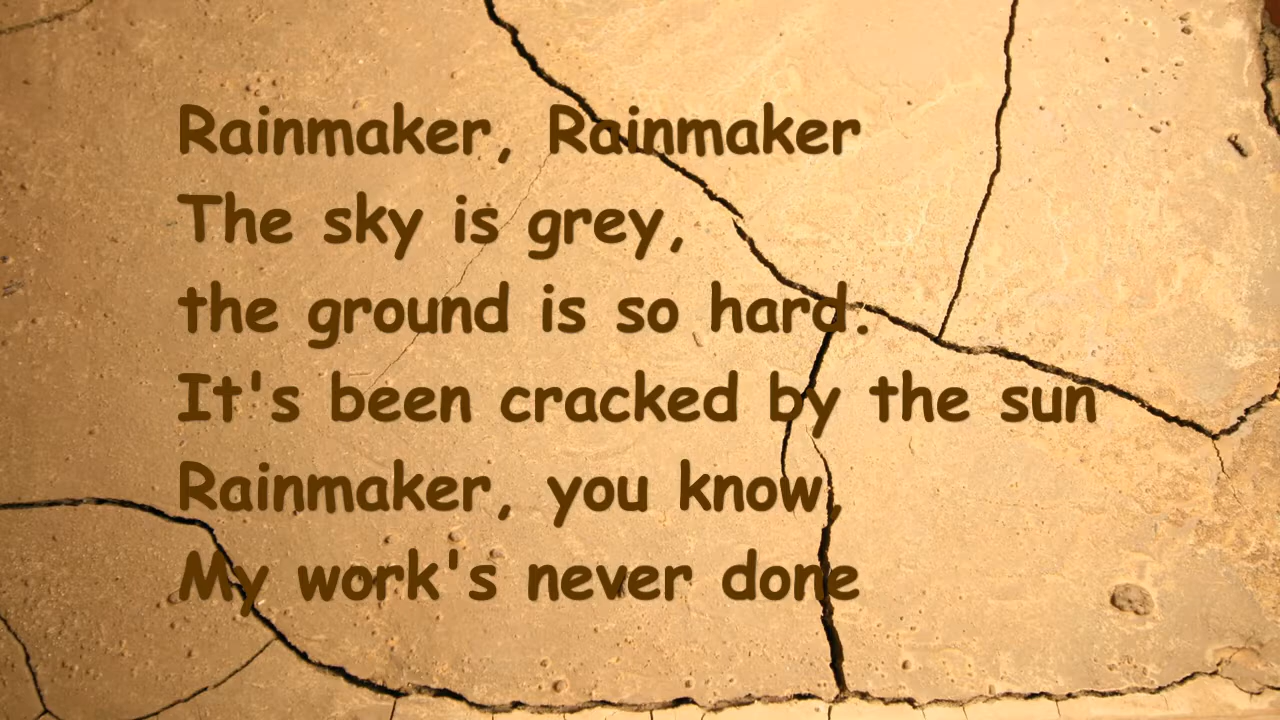 Rainmaker, Rainmaker
The sky is grey,
the ground is so hard.
It's been cracked by the sun
Rainmaker, you know,
My work's never done